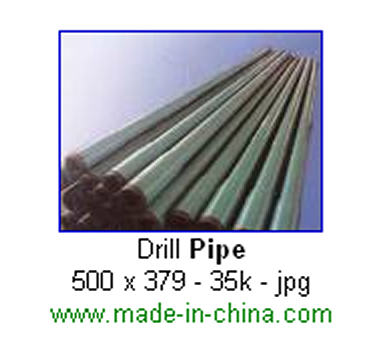 Drill Pipe
500 x 379 - 35k - jpg
www.made-in-china.com